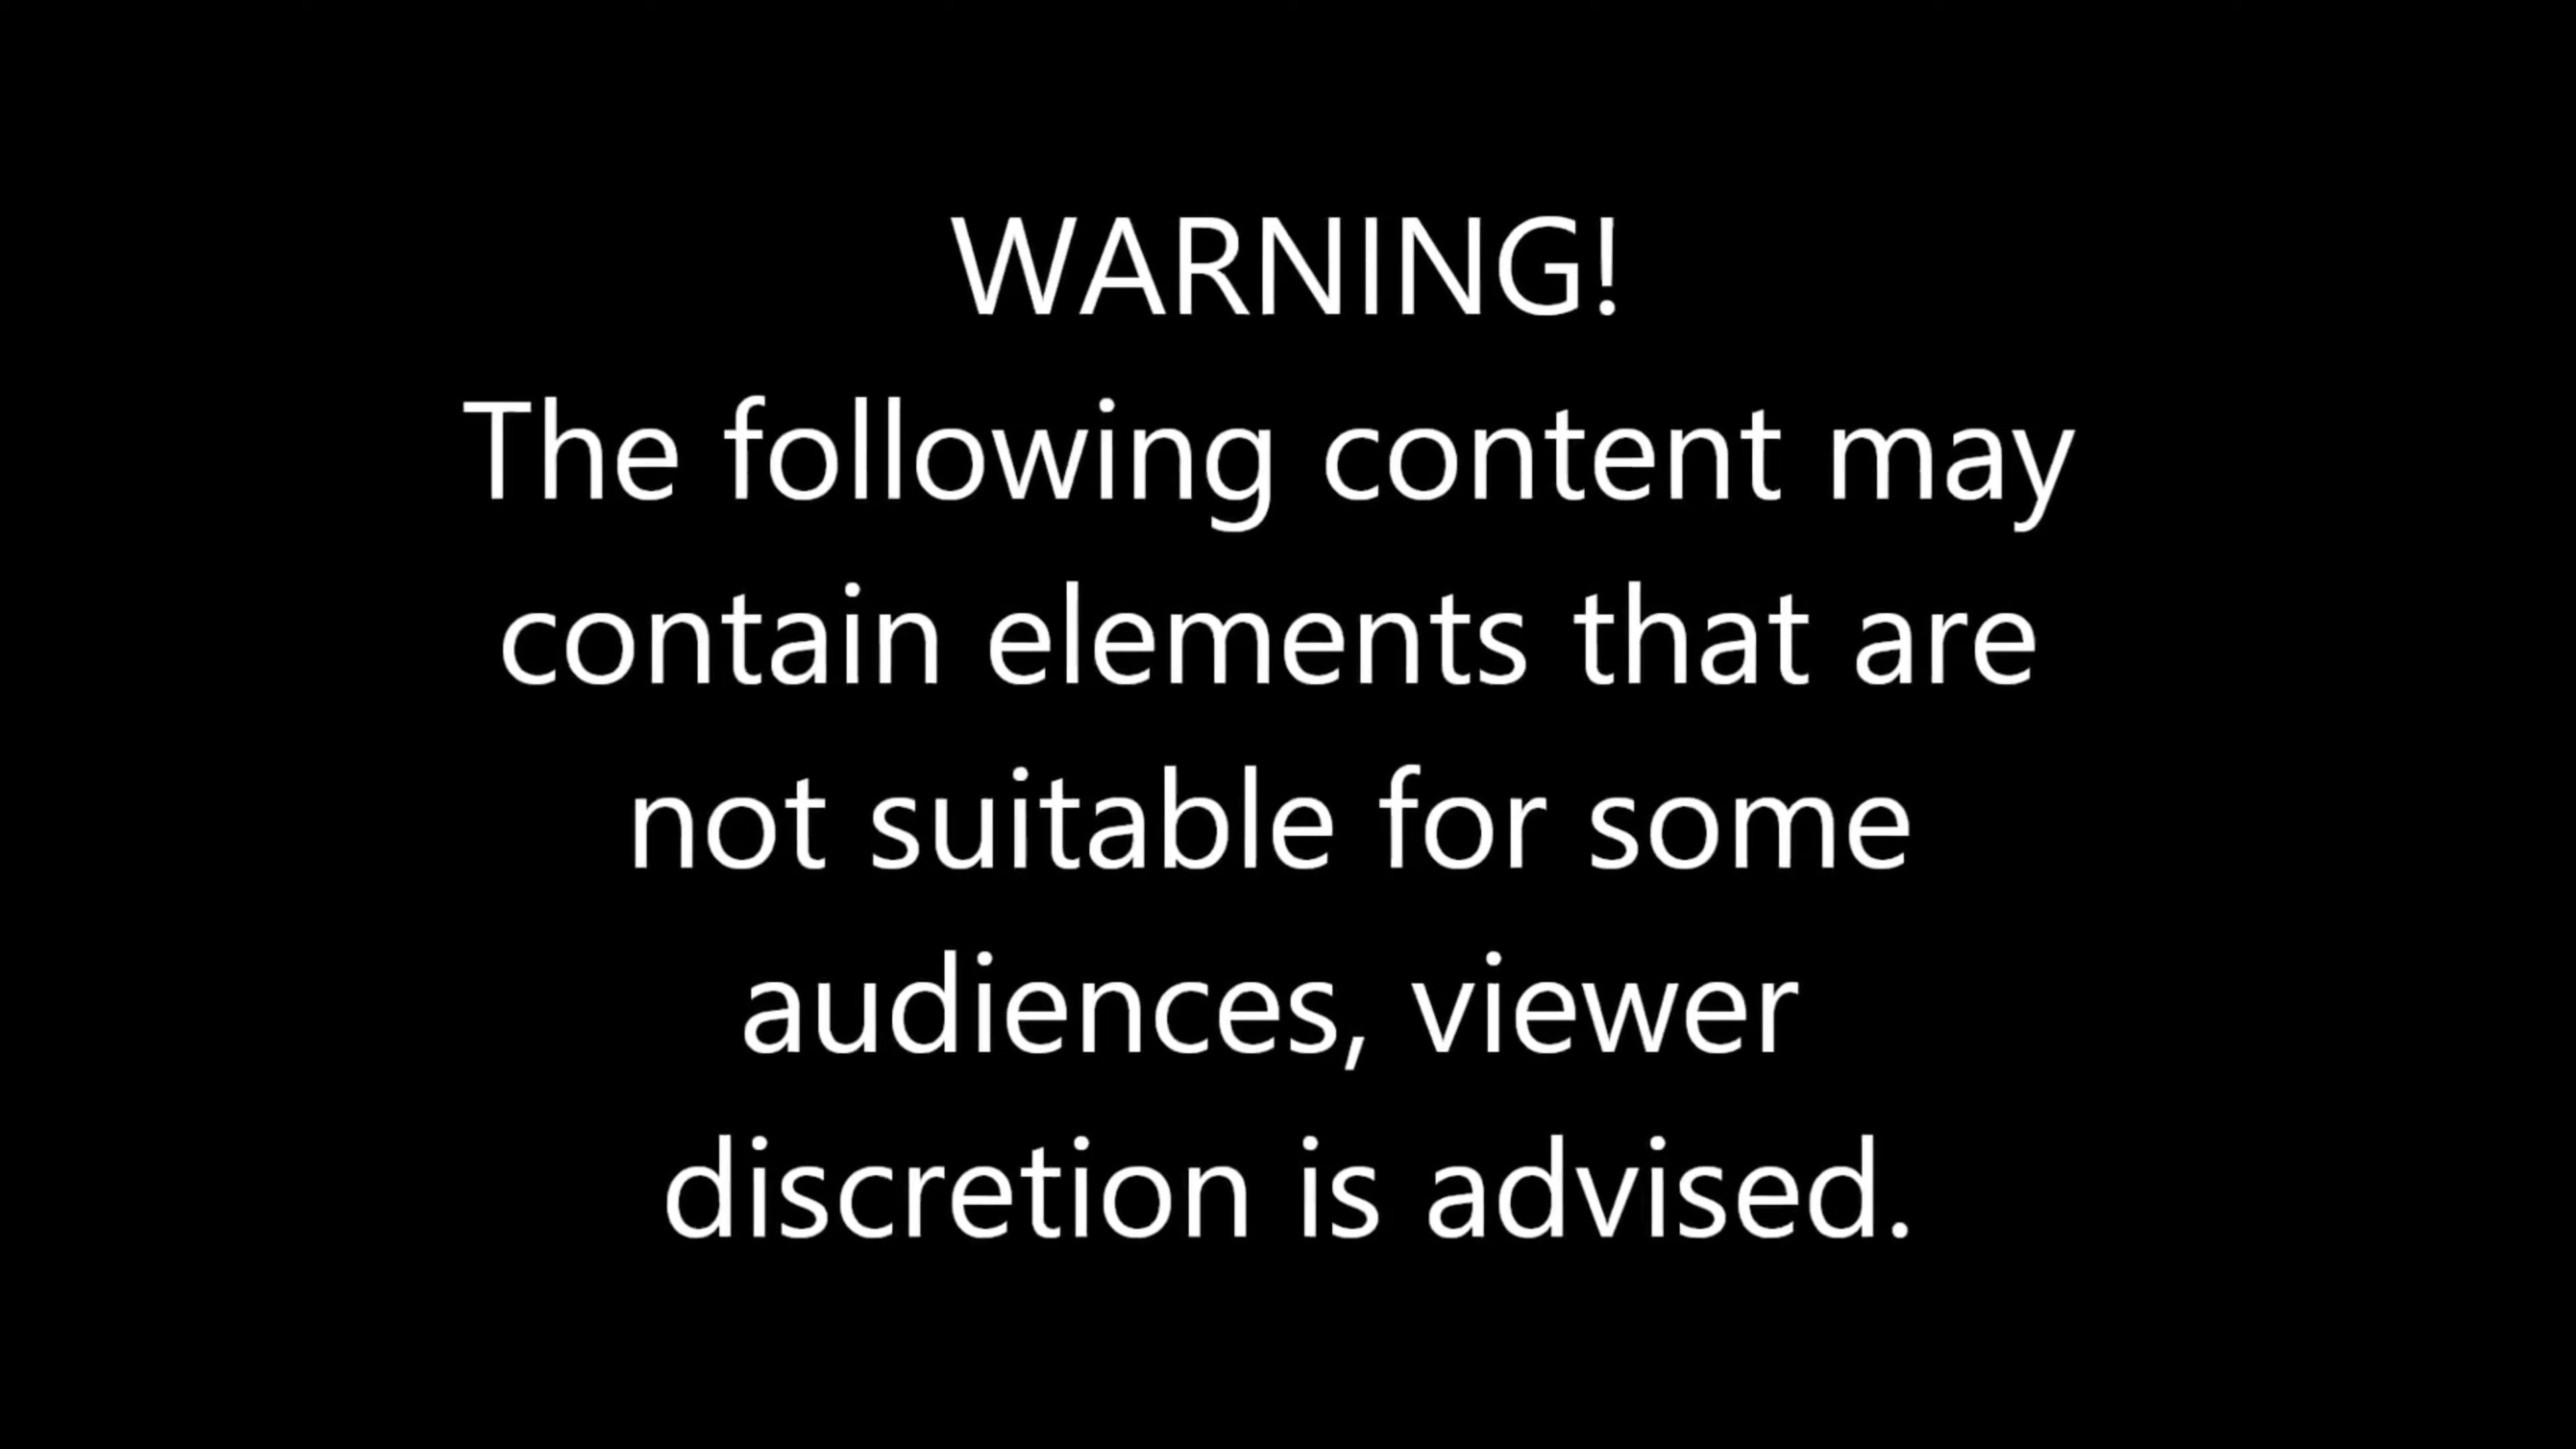 WARNING!
The following content may
contain elements that are
not suitable for some
audiences, viewer
discretion is advised.